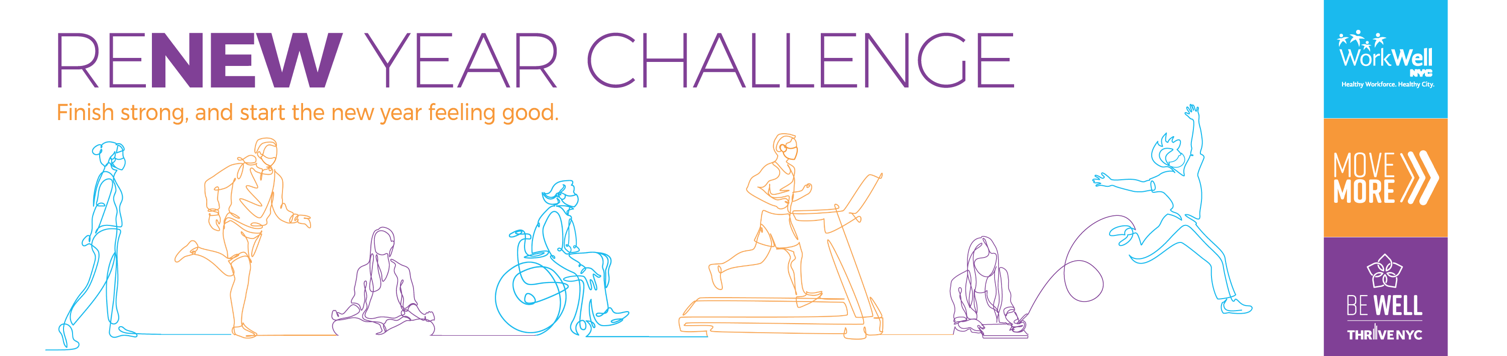 RENEW YEAR CHALLENGE
Finish strong, and start the new year feeling good.
WorkWell
NYC
Healthy Workforce. Healthy City.
MOVE
MORE
BE WELL
THRIVE NYC